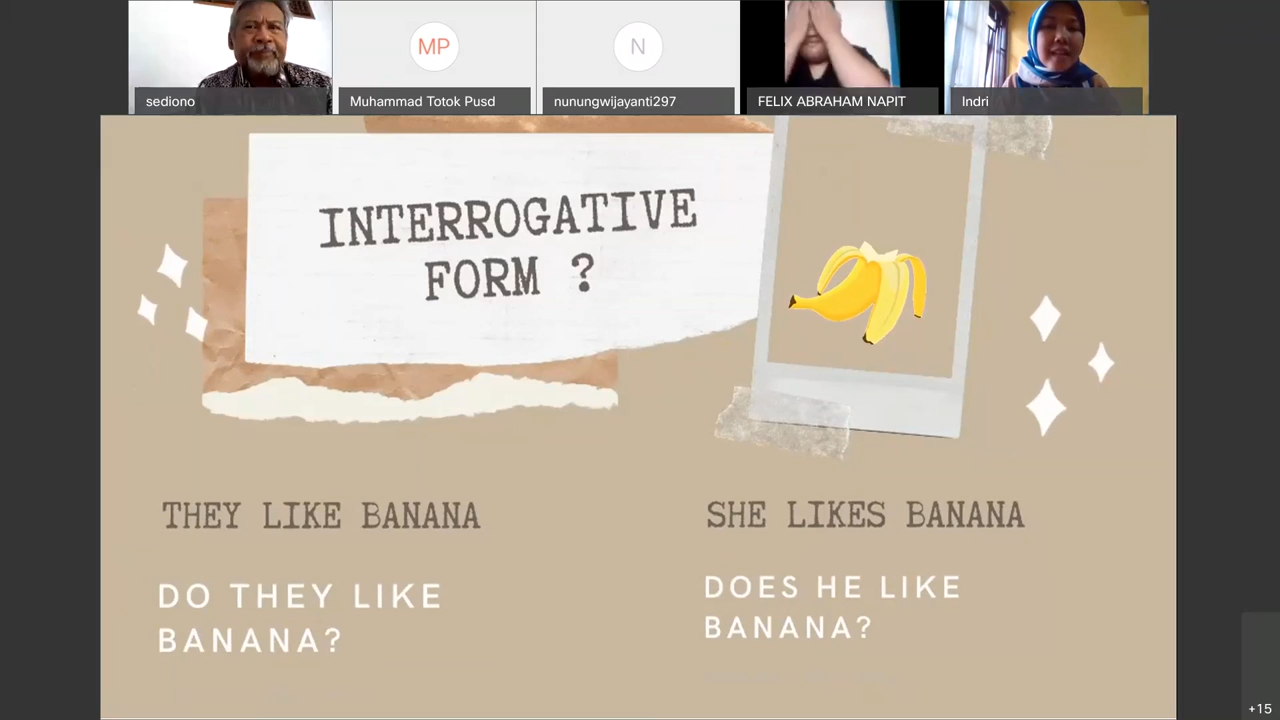 MP
N
sediono
Muhammad Totok Pusd
nunungwijayanti297
FELIX ABRAHAM NAPIT
Indri
INTERROGATIVE
FORM ?
THEY LIKE BANANA
DO THEY LIKE
BANANA?
SHE LIKES BANANA
DOES HE LIKE
BANANA?
+15